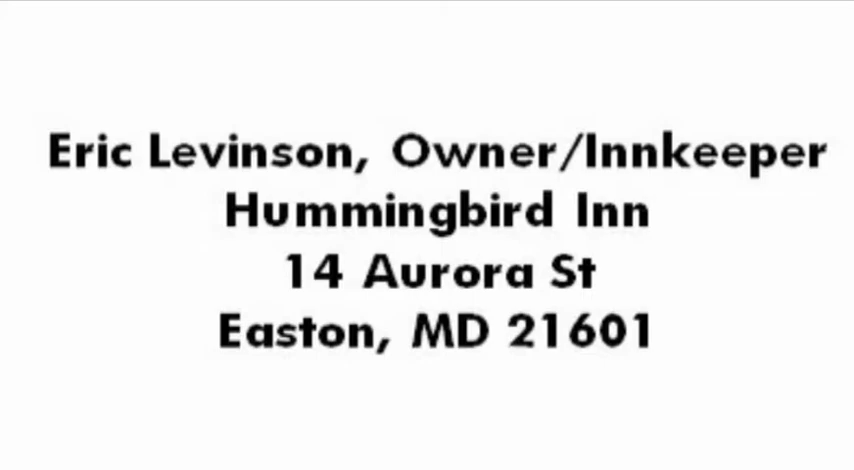 Eric Levinson, Owner/Innkeeper
Hummingbird Inn
14 Aurora St
Easton, MD 21601